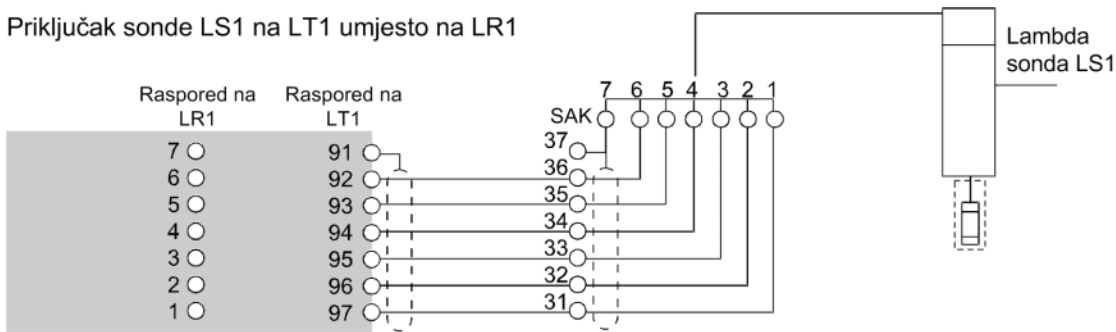 Priključak sonde LS1 na LT1 umjesto na LR1
Lambda
sonda LS1
Raspored na
LR1
Raspored na
LT1
7 6 5 4 3 2 1
SAK
7 91 37
6 92 36
5 93 35
4 94 34
3 95 33
2 96 32
1 97 31